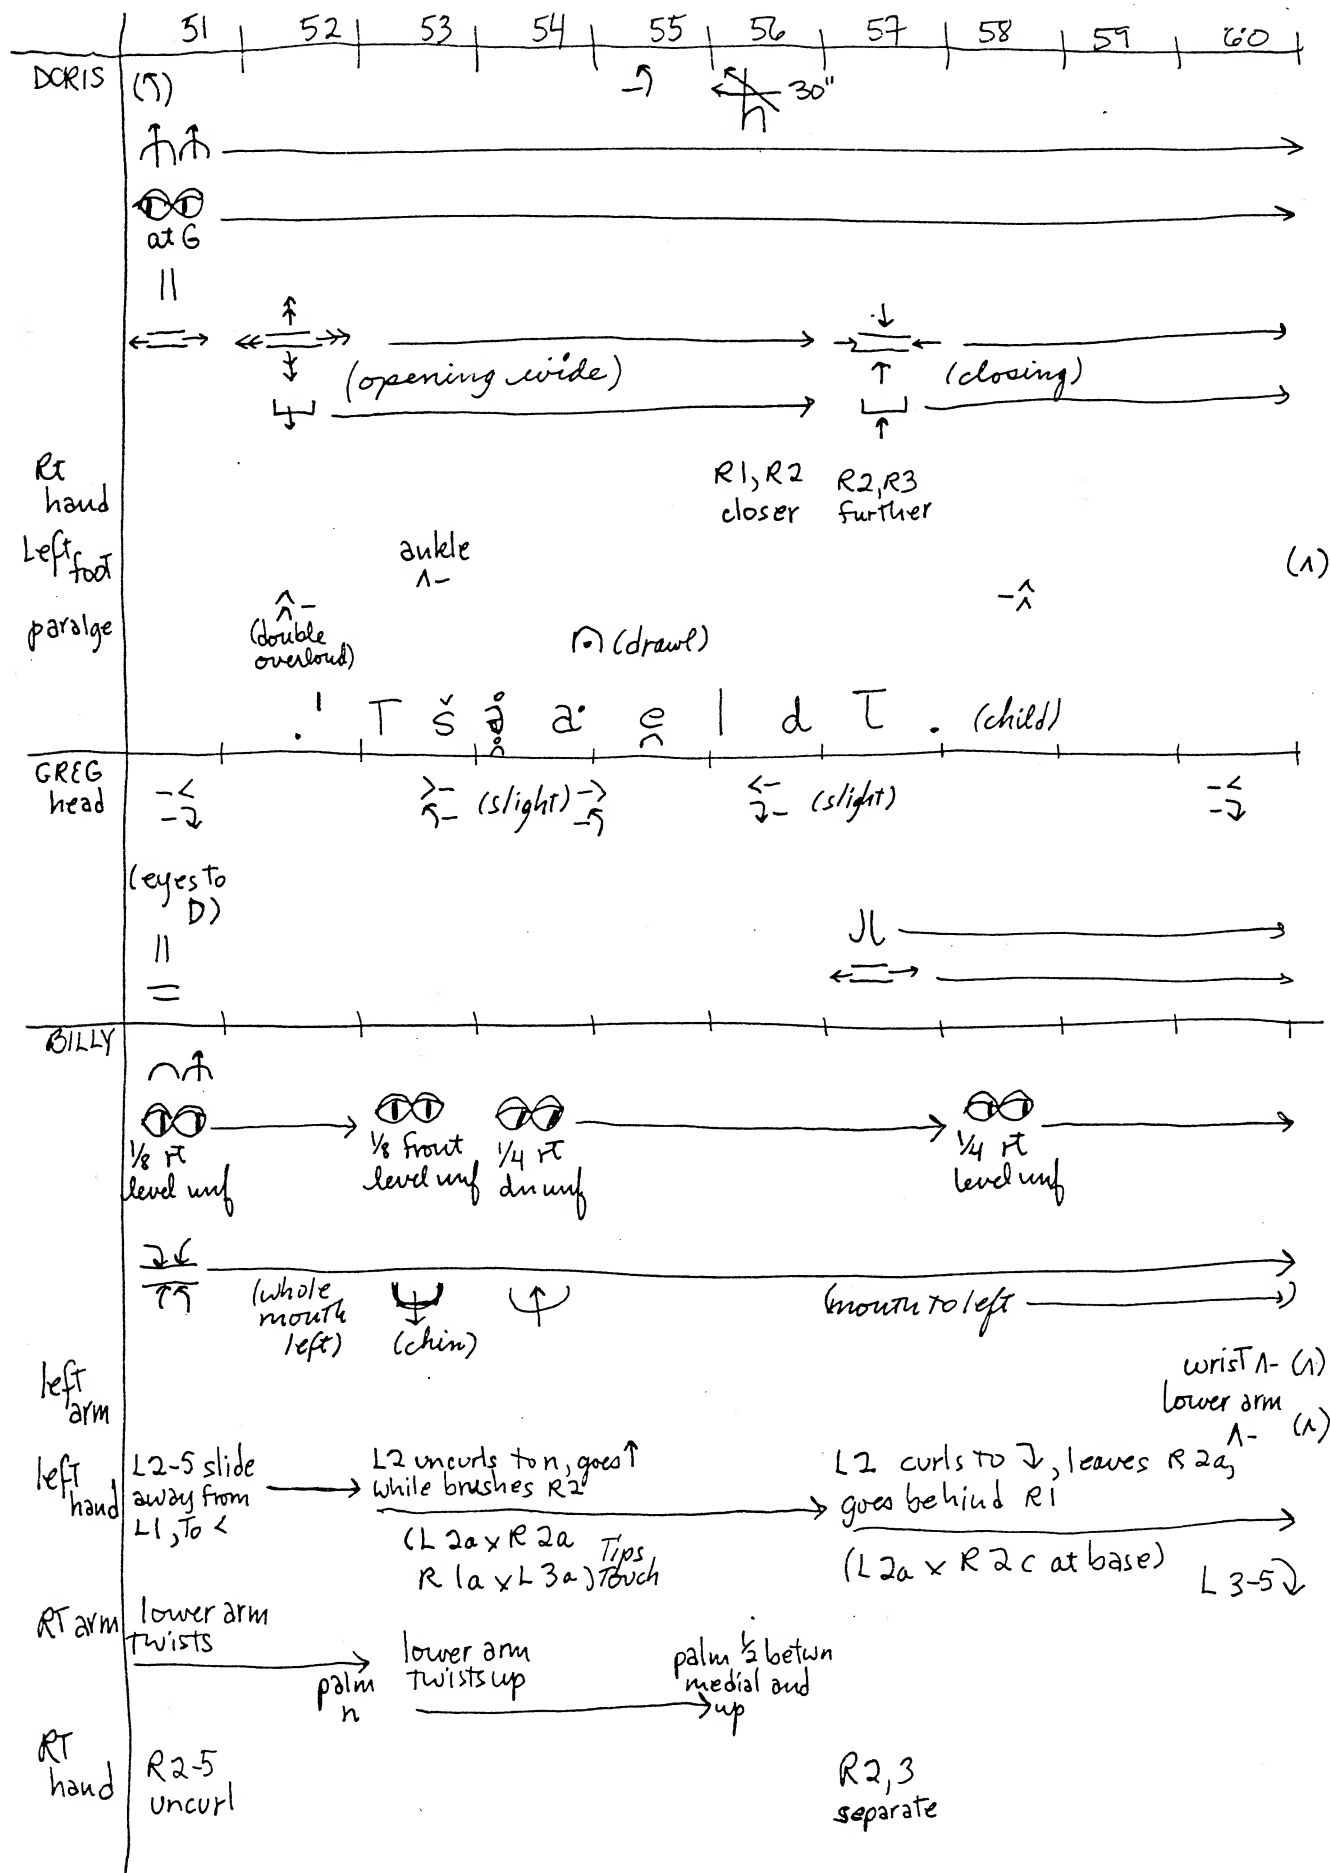 51 52 53 54 55 56 57 58 59 60
DORIS
30"
at G
(opening wide) (closing)
Rt hand
R1, R2 closer
R2, R3 further
Left foot
ankle
paralge
(double overloud)
(drawl)
(child)
GREG
head
(slight) (slight)
(eyes to D)
BILLY
1/8 rt level unf
1/8 front level unf
1/4 rt dn unf
1/4 rt level unf
(whole mouth left)
(chin)
(mouth to left)
left arm
wrist
lower arm
left hand
L2-5 slide away from L1, to <
L2 uncurls to n, goes ↑ while brushes R2
(L2a x R2a
R1a x L3a) Tips Touch
L2 curls to ↴, leaves R2a, goes behind R1
(L2a x R2c at base)
L3-5
RT arm
lower arm twists
palm n
lower arm twists up
palm 1/2 betwn medial and up
RT hand
R2-5 uncurl
R2,3 separate